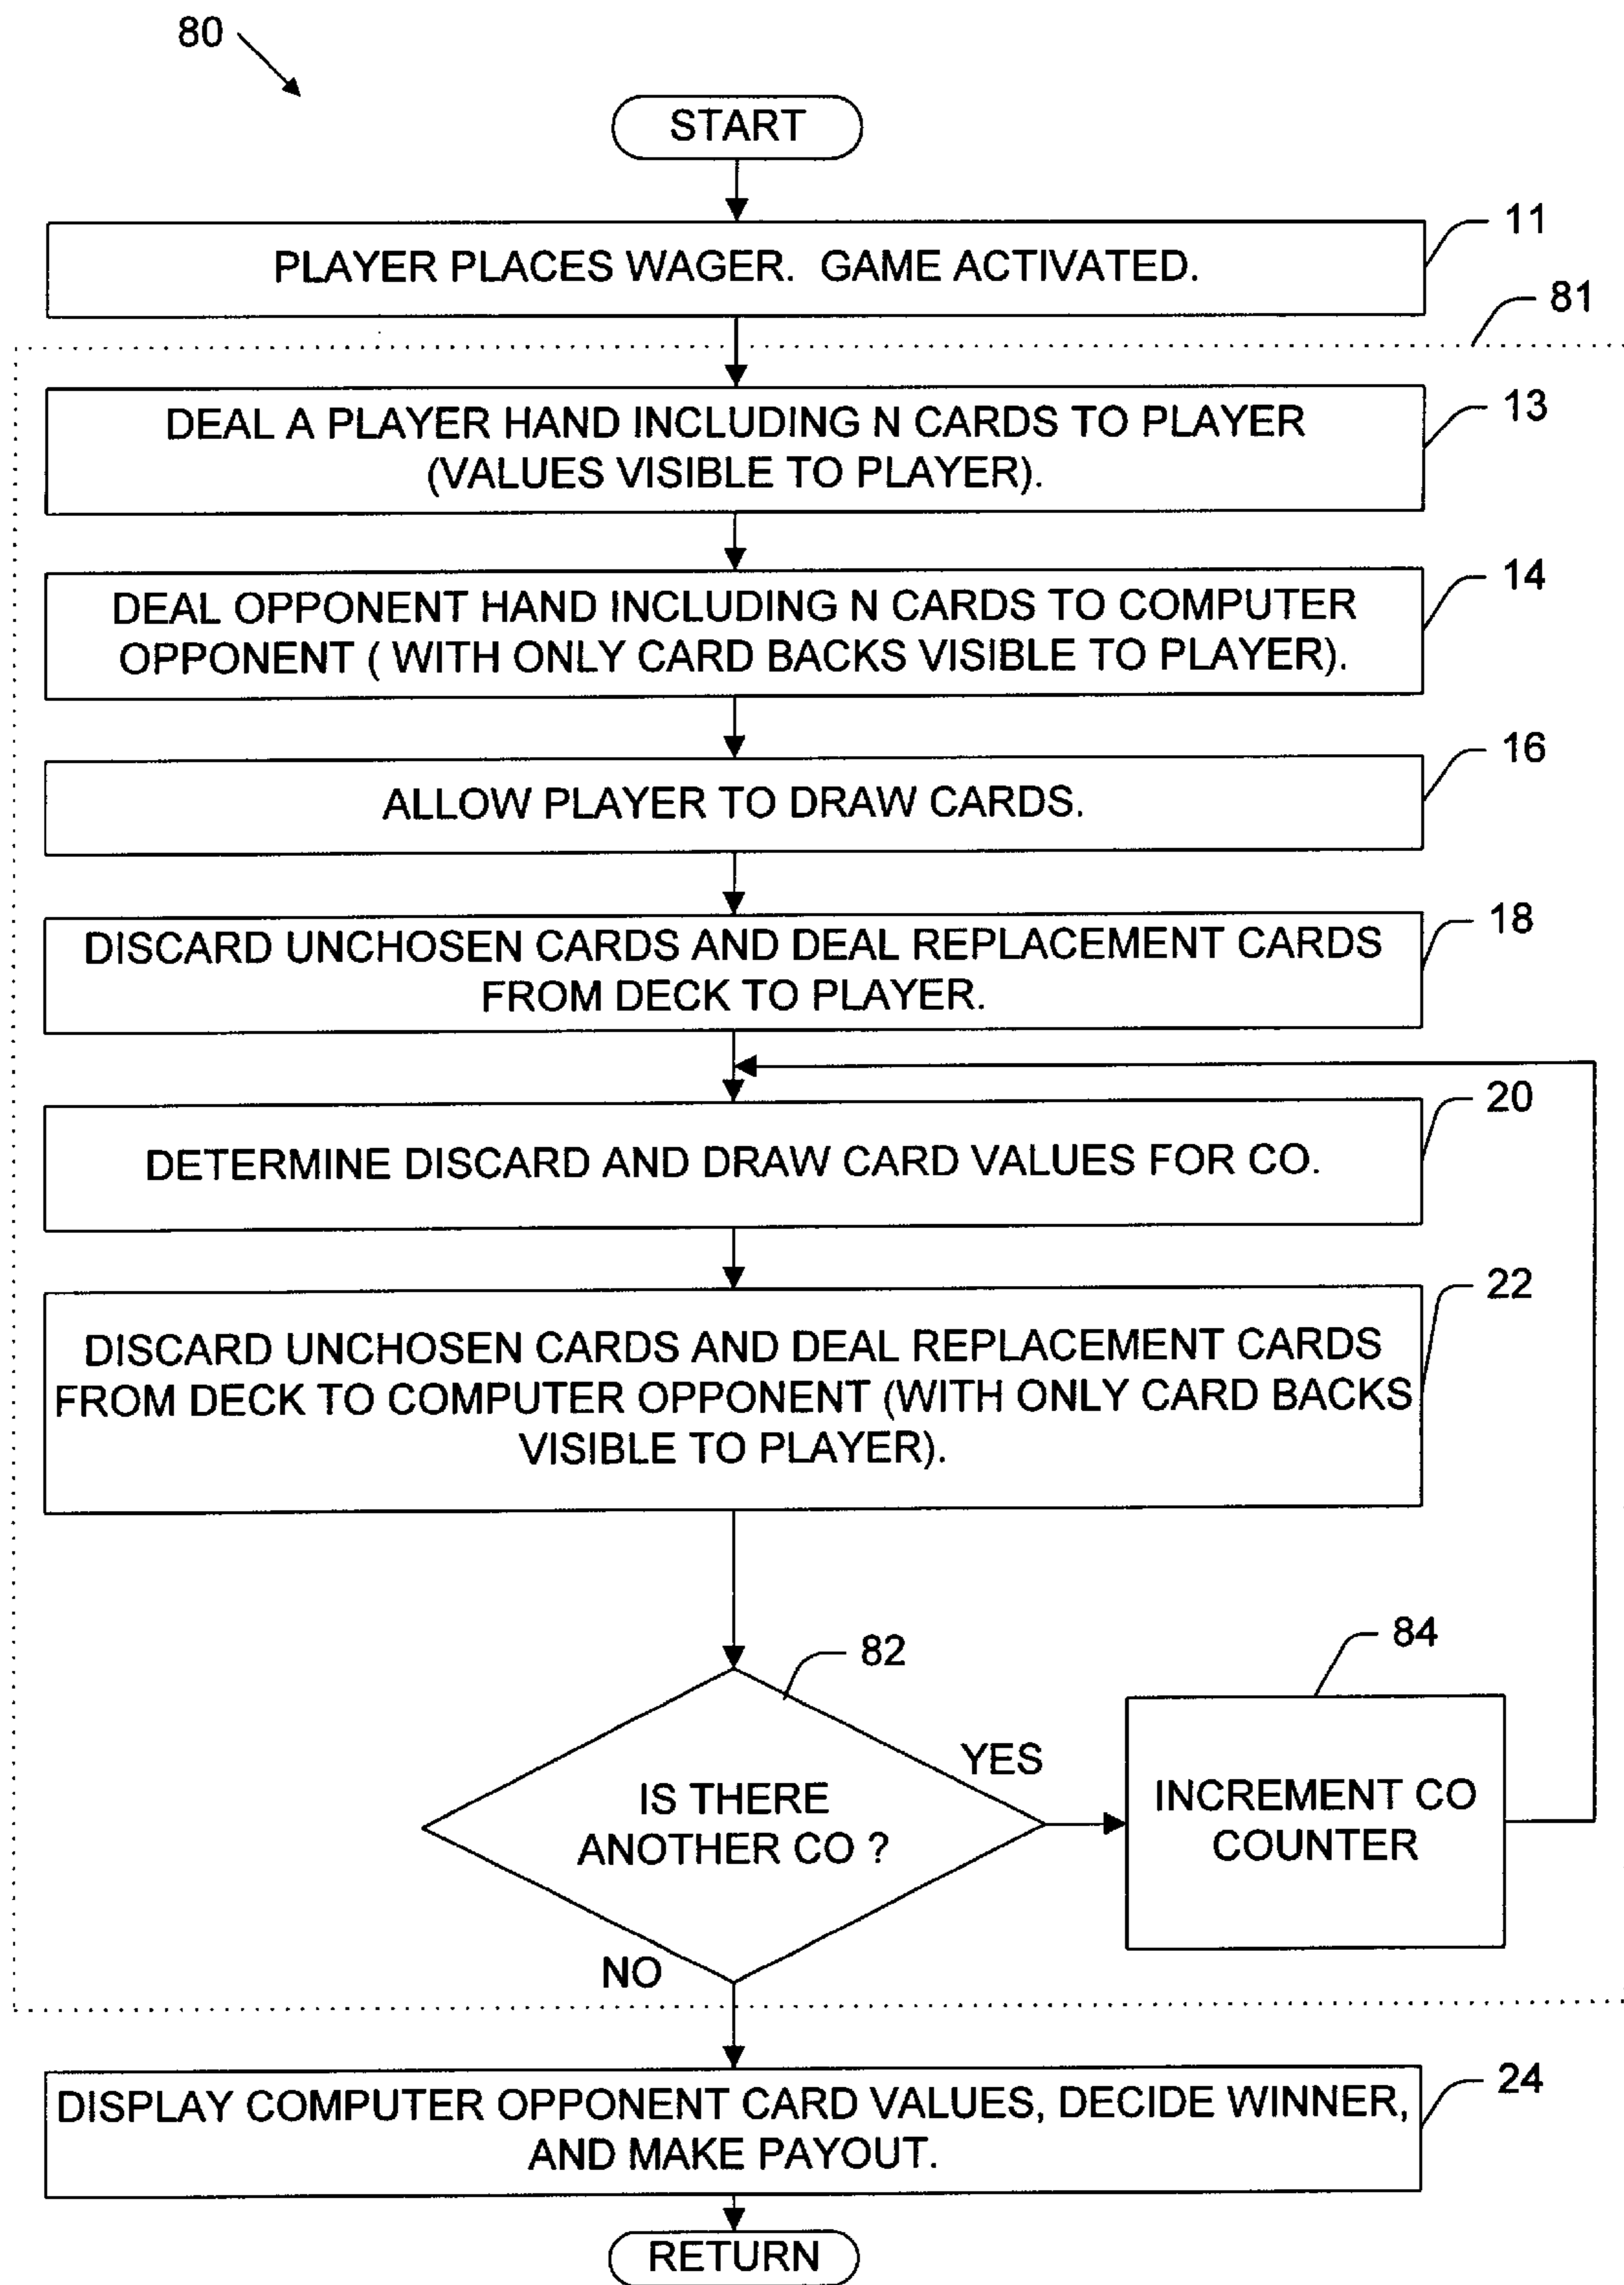 80
START
11
PLAYER PLACES WAGER. GAME ACTIVATED.
81
13
DEAL A PLAYER HAND INCLUDING N CARDS TO PLAYER
(VALUES VISIBLE TO PLAYER).
14
DEAL OPPONENT HAND INCLUDING N CARDS TO COMPUTER
OPPONENT ( WITH ONLY CARD BACKS VISIBLE TO PLAYER).
16
ALLOW PLAYER TO DRAW CARDS.
18
DISCARD UNCHOSEN CARDS AND DEAL REPLACEMENT CARDS
FROM DECK TO PLAYER.
20
DETERMINE DISCARD AND DRAW CARD VALUES FOR CO.
22
DISCARD UNCHOSEN CARDS AND DEAL REPLACEMENT CARDS
FROM DECK TO COMPUTER OPPONENT (WITH ONLY CARD BACKS
VISIBLE TO PLAYER).
82
84
YES
IS THERE
ANOTHER CO ?
INCREMENT CO
COUNTER
NO
24
DISPLAY COMPUTER OPPONENT CARD VALUES, DECIDE WINNER,
AND MAKE PAYOUT.
RETURN